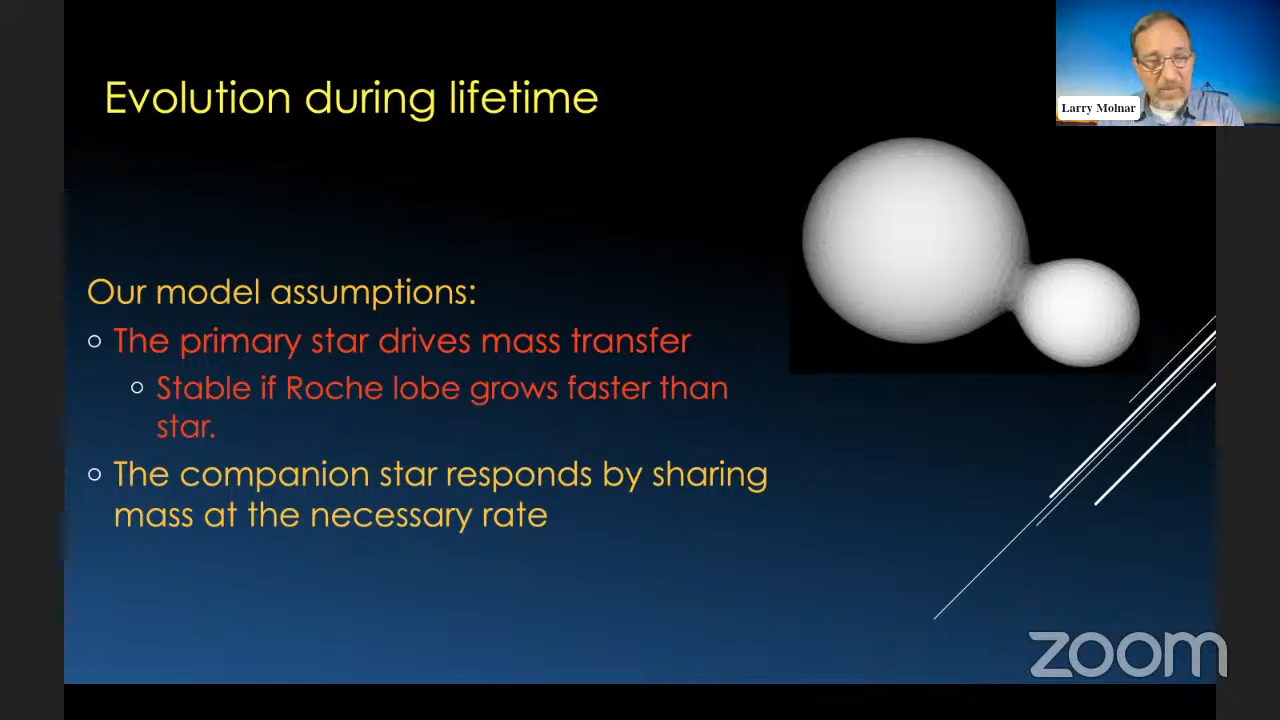 Evolution during lifetime
Larry Molnar
Our model assumptions:
The primary star drives mass transfer
Stable if Roche lobe grows faster than
star.
The companion star responds by sharing
mass at the necessary rate
zoom